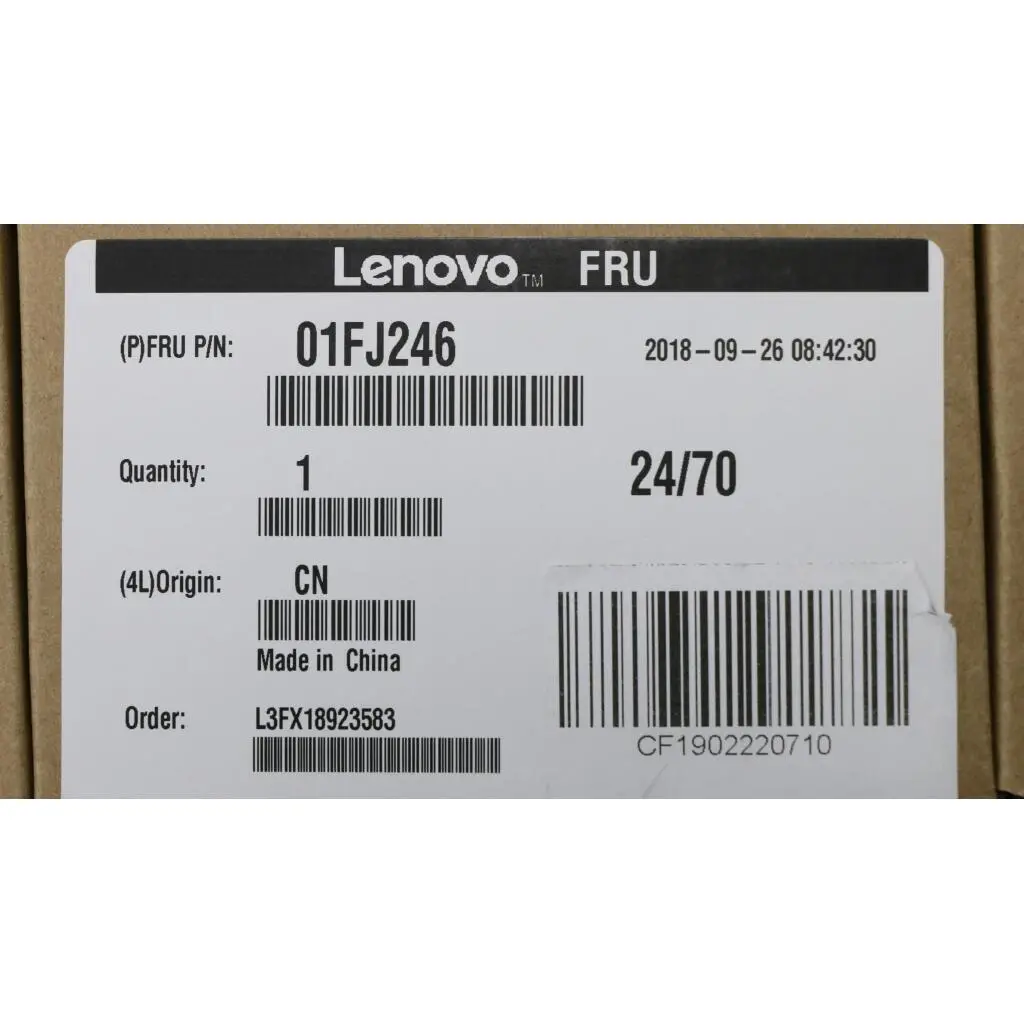 Lenovo™ FRU
(P)FRU P/N: 01FJ246
2018-09-26 08:42:30
Quantity: 1
24/70
(4L)Origin: CN
Made in China
Order: L3FX18923583
CF1902220710